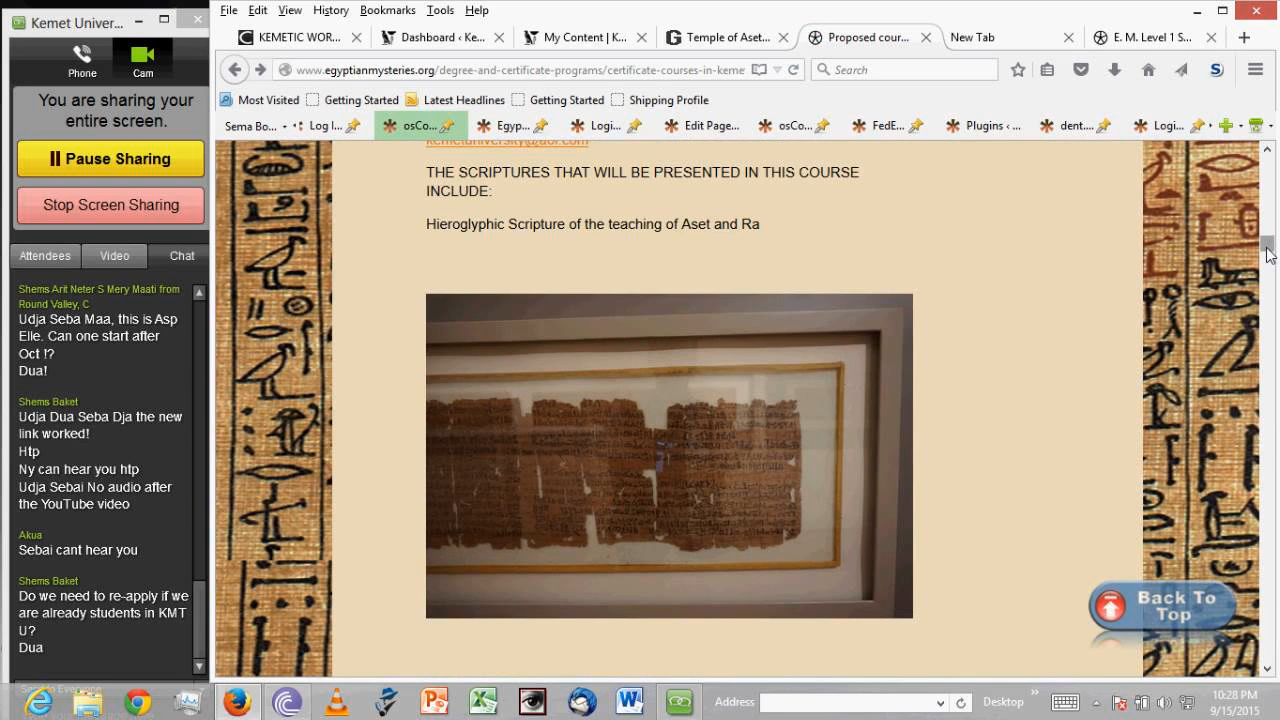 Kemet Univer...
Phone
Cam
You are sharing your
entire screen.
Pause Sharing
Stop Screen Sharing
Attendees
Video
Chat
Shems Arit Neter S Mery Maati from
Round Valley, C
Udja Seba Maa, this is Asp
Elle. Can one start after
Oct !?
Dua!
Shems Baket
Udja Dua Seba Dja the new
link worked!
Htp
Ny can hear you htp
Udja Sebai No audio after
the YouTube video
Akua
Sebai cant hear you
Shems Baket
Do we need to re-apply if we
are already students in KMT
U?
Dua
Send to Everyone
File Edit View History Bookmarks Tools Help
KEMETIC WOR...
Dashboard ‹ Ke...
My Content | K...
Temple of Aset...
Proposed cour...
New Tab
E. M. Level 1 S...
www.egyptianmysteries.org/degree-and-certificate-programs/certificate-courses-in-keme
Search
Most Visited
Getting Started
Latest Headlines
Getting Started
Shipping Profile
Sema Bo...
Log I...
osCo...
Egyp...
Logi...
Edit Page...
osCo...
FedE...
Plugins ‹ ...
dent....
Logi...
kemetuniversity@aol.com
THE SCRIPTURES THAT WILL BE PRESENTED IN THIS COURSE
INCLUDE:
Hieroglyphic Scripture of the teaching of Aset and Ra
Back To
Top
Address
Desktop
10:28 PM
9/15/2015